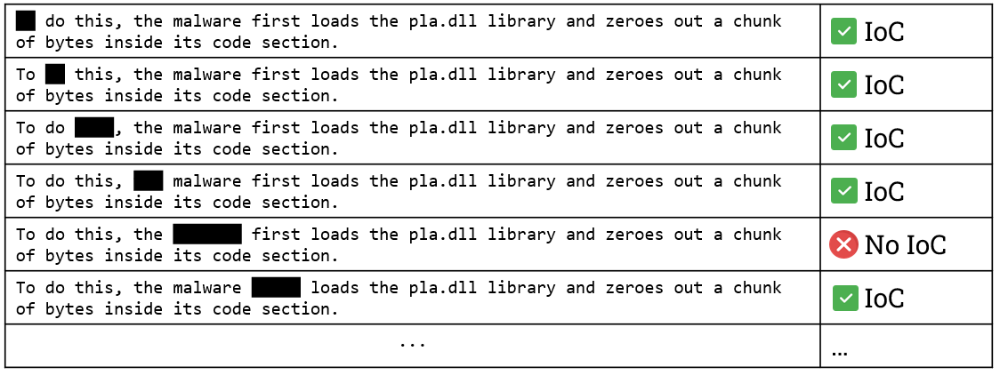 do this, the malware first loads the pla.dll library and zeroes out a chunk
of bytes inside its code section.
IoC
To this, the malware first loads the pla.dll library and zeroes out a chunk
of bytes inside its code section.
IoC
To do , the malware first loads the pla.dll library and zeroes out a chunk
of bytes inside its code section.
IoC
To do this, malware first loads the pla.dll library and zeroes out a chunk
of bytes inside its code section.
IoC
To do this, the first loads the pla.dll library and zeroes out a chunk
of bytes inside its code section.
No IoC
To do this, the malware loads the pla.dll library and zeroes out a chunk
of bytes inside its code section.
IoC
...
...